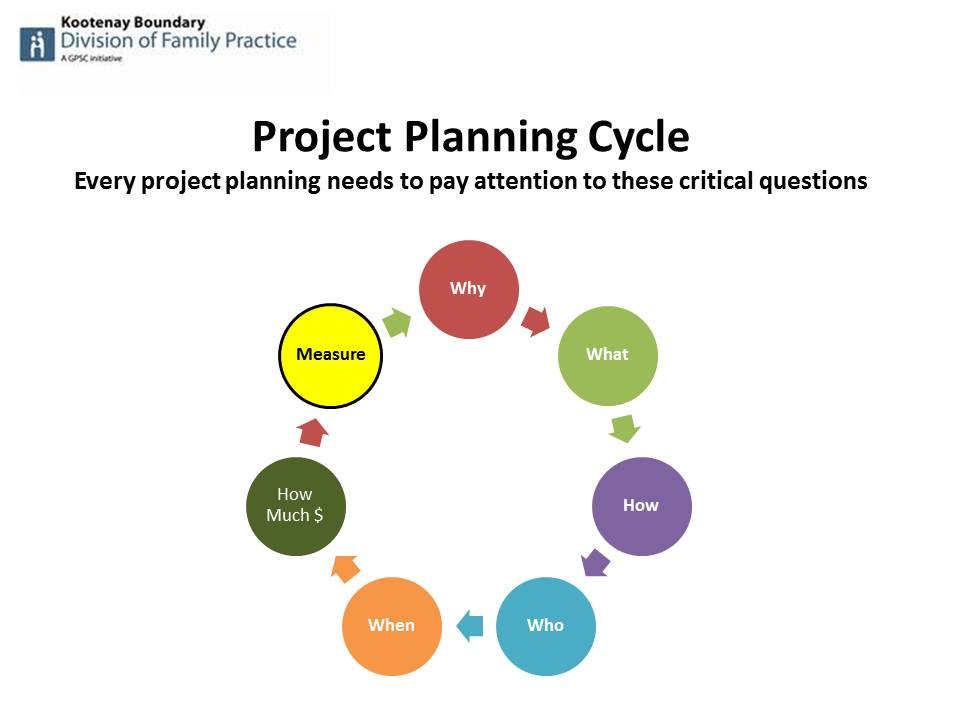 Kootenay Boundary
Division of Family Practice
A GPSC initiative
Project Planning Cycle
Every project planning needs to pay attention to these critical questions
Why
What
How
Who
When
How
Much $
Measure